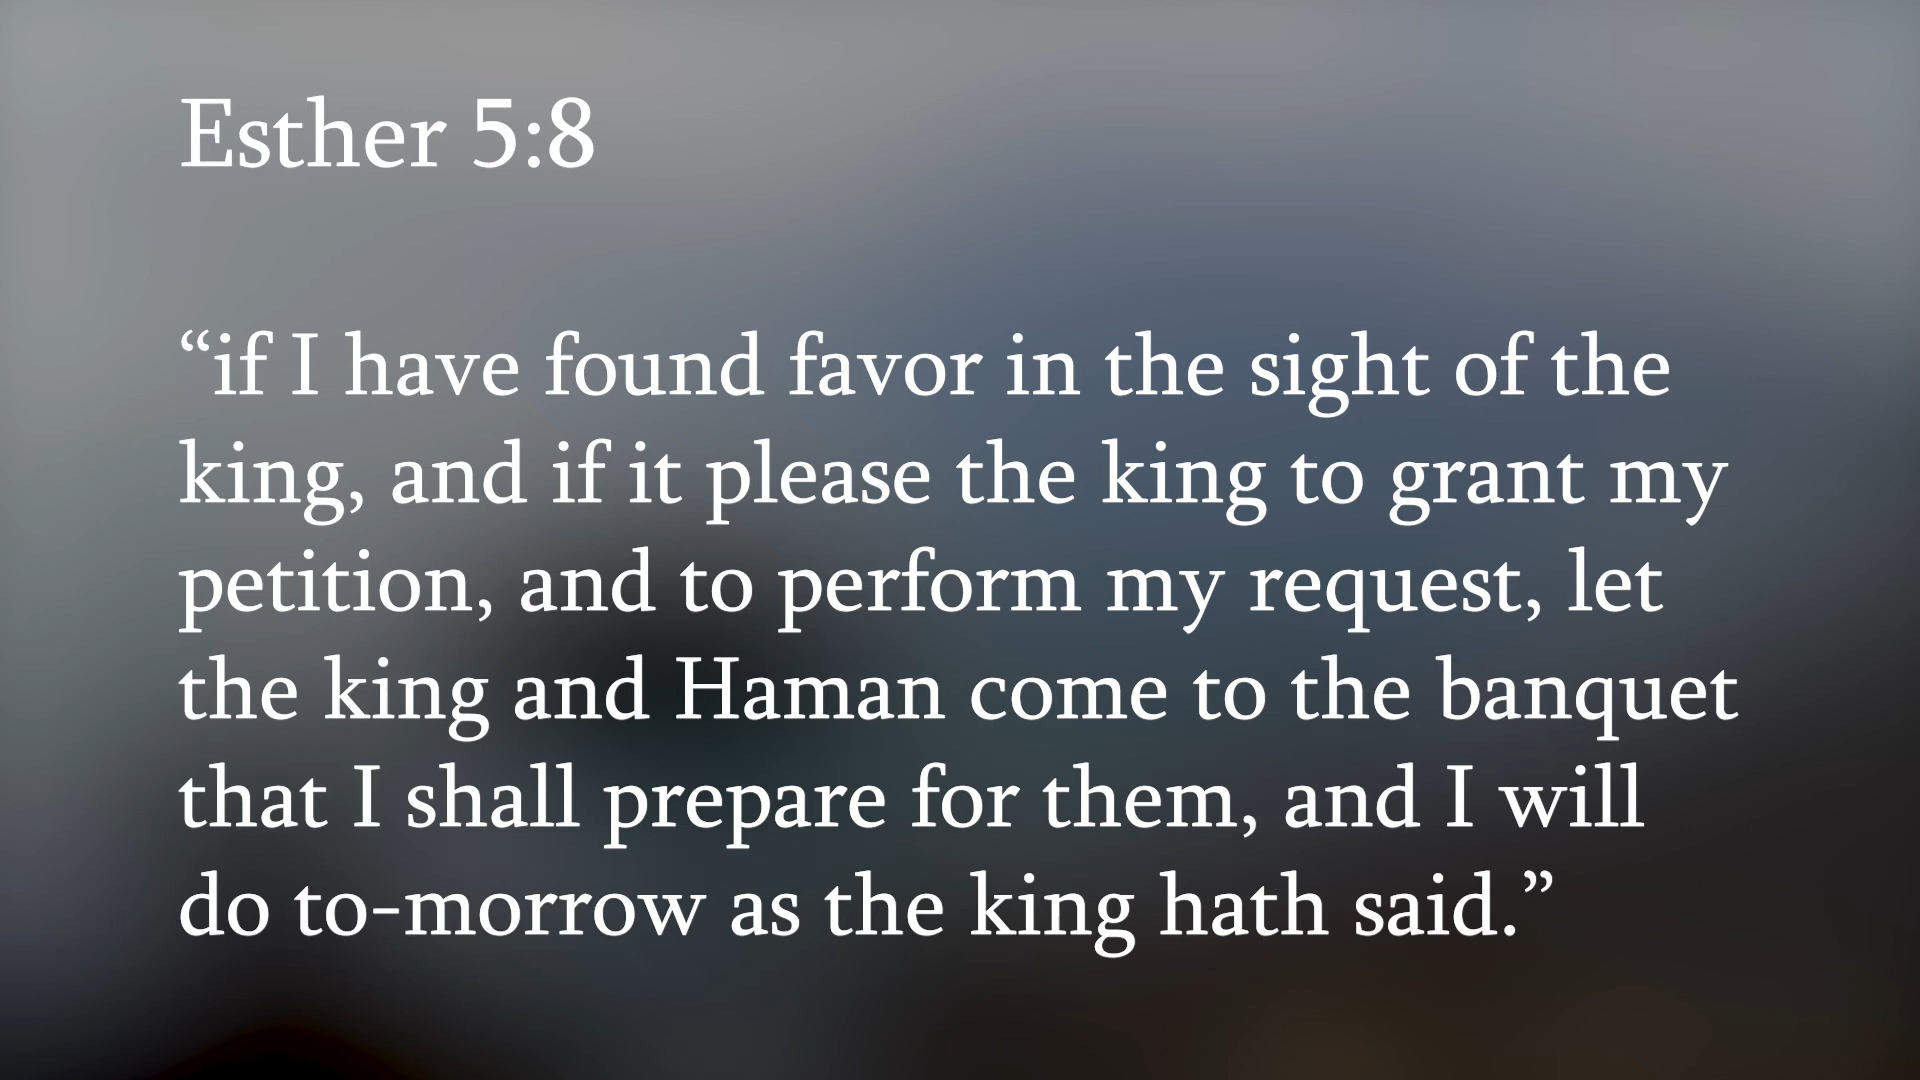 Esther 5:8
“if I have found favor in the sight of the
king, and if it please the king to grant my
petition, and to perform my request, let
the king and Haman come to the banquet
that I shall prepare for them, and I will
do to-morrow as the king hath said.”